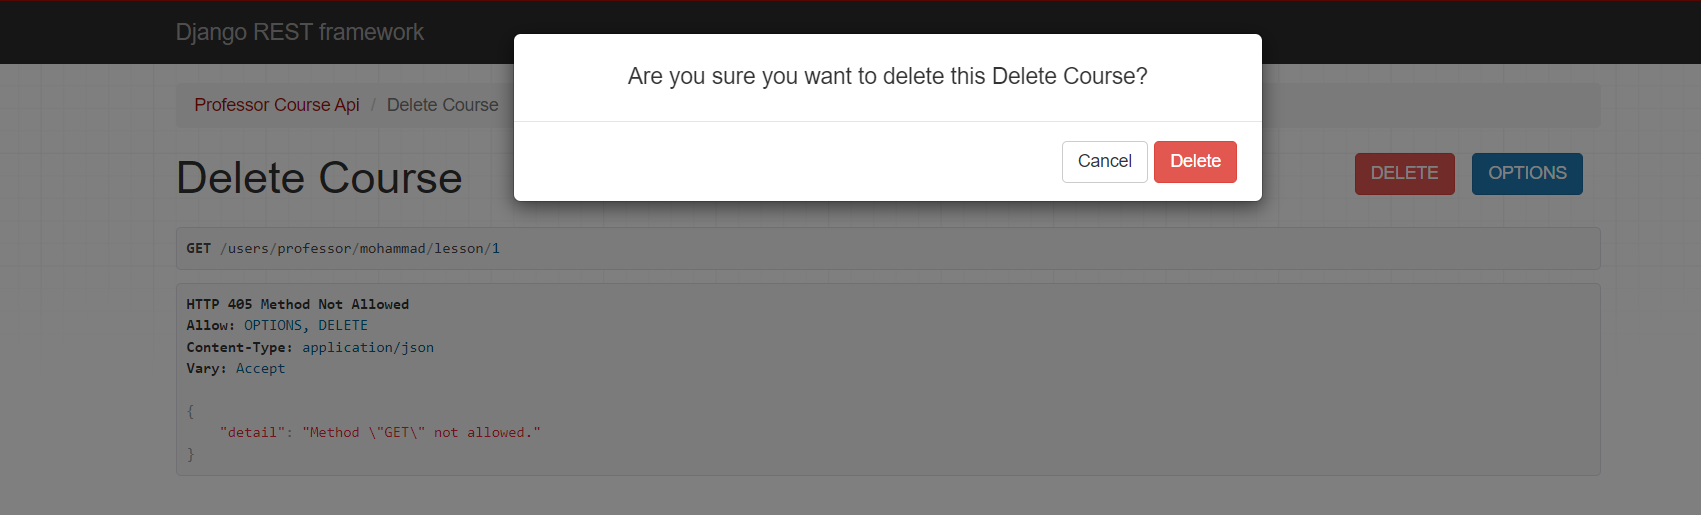 Django REST framework
Are you sure you want to delete this Delete Course?
Cancel Delete
Professor Course Api / Delete Course
Delete Course
DELETE OPTIONS
GET /users/professor/mohammad/lesson/1
HTTP 405 Method Not Allowed
Allow: OPTIONS, DELETE
Content-Type: application/json
Vary: Accept
{
"detail": "Method \"GET\" not allowed."
}